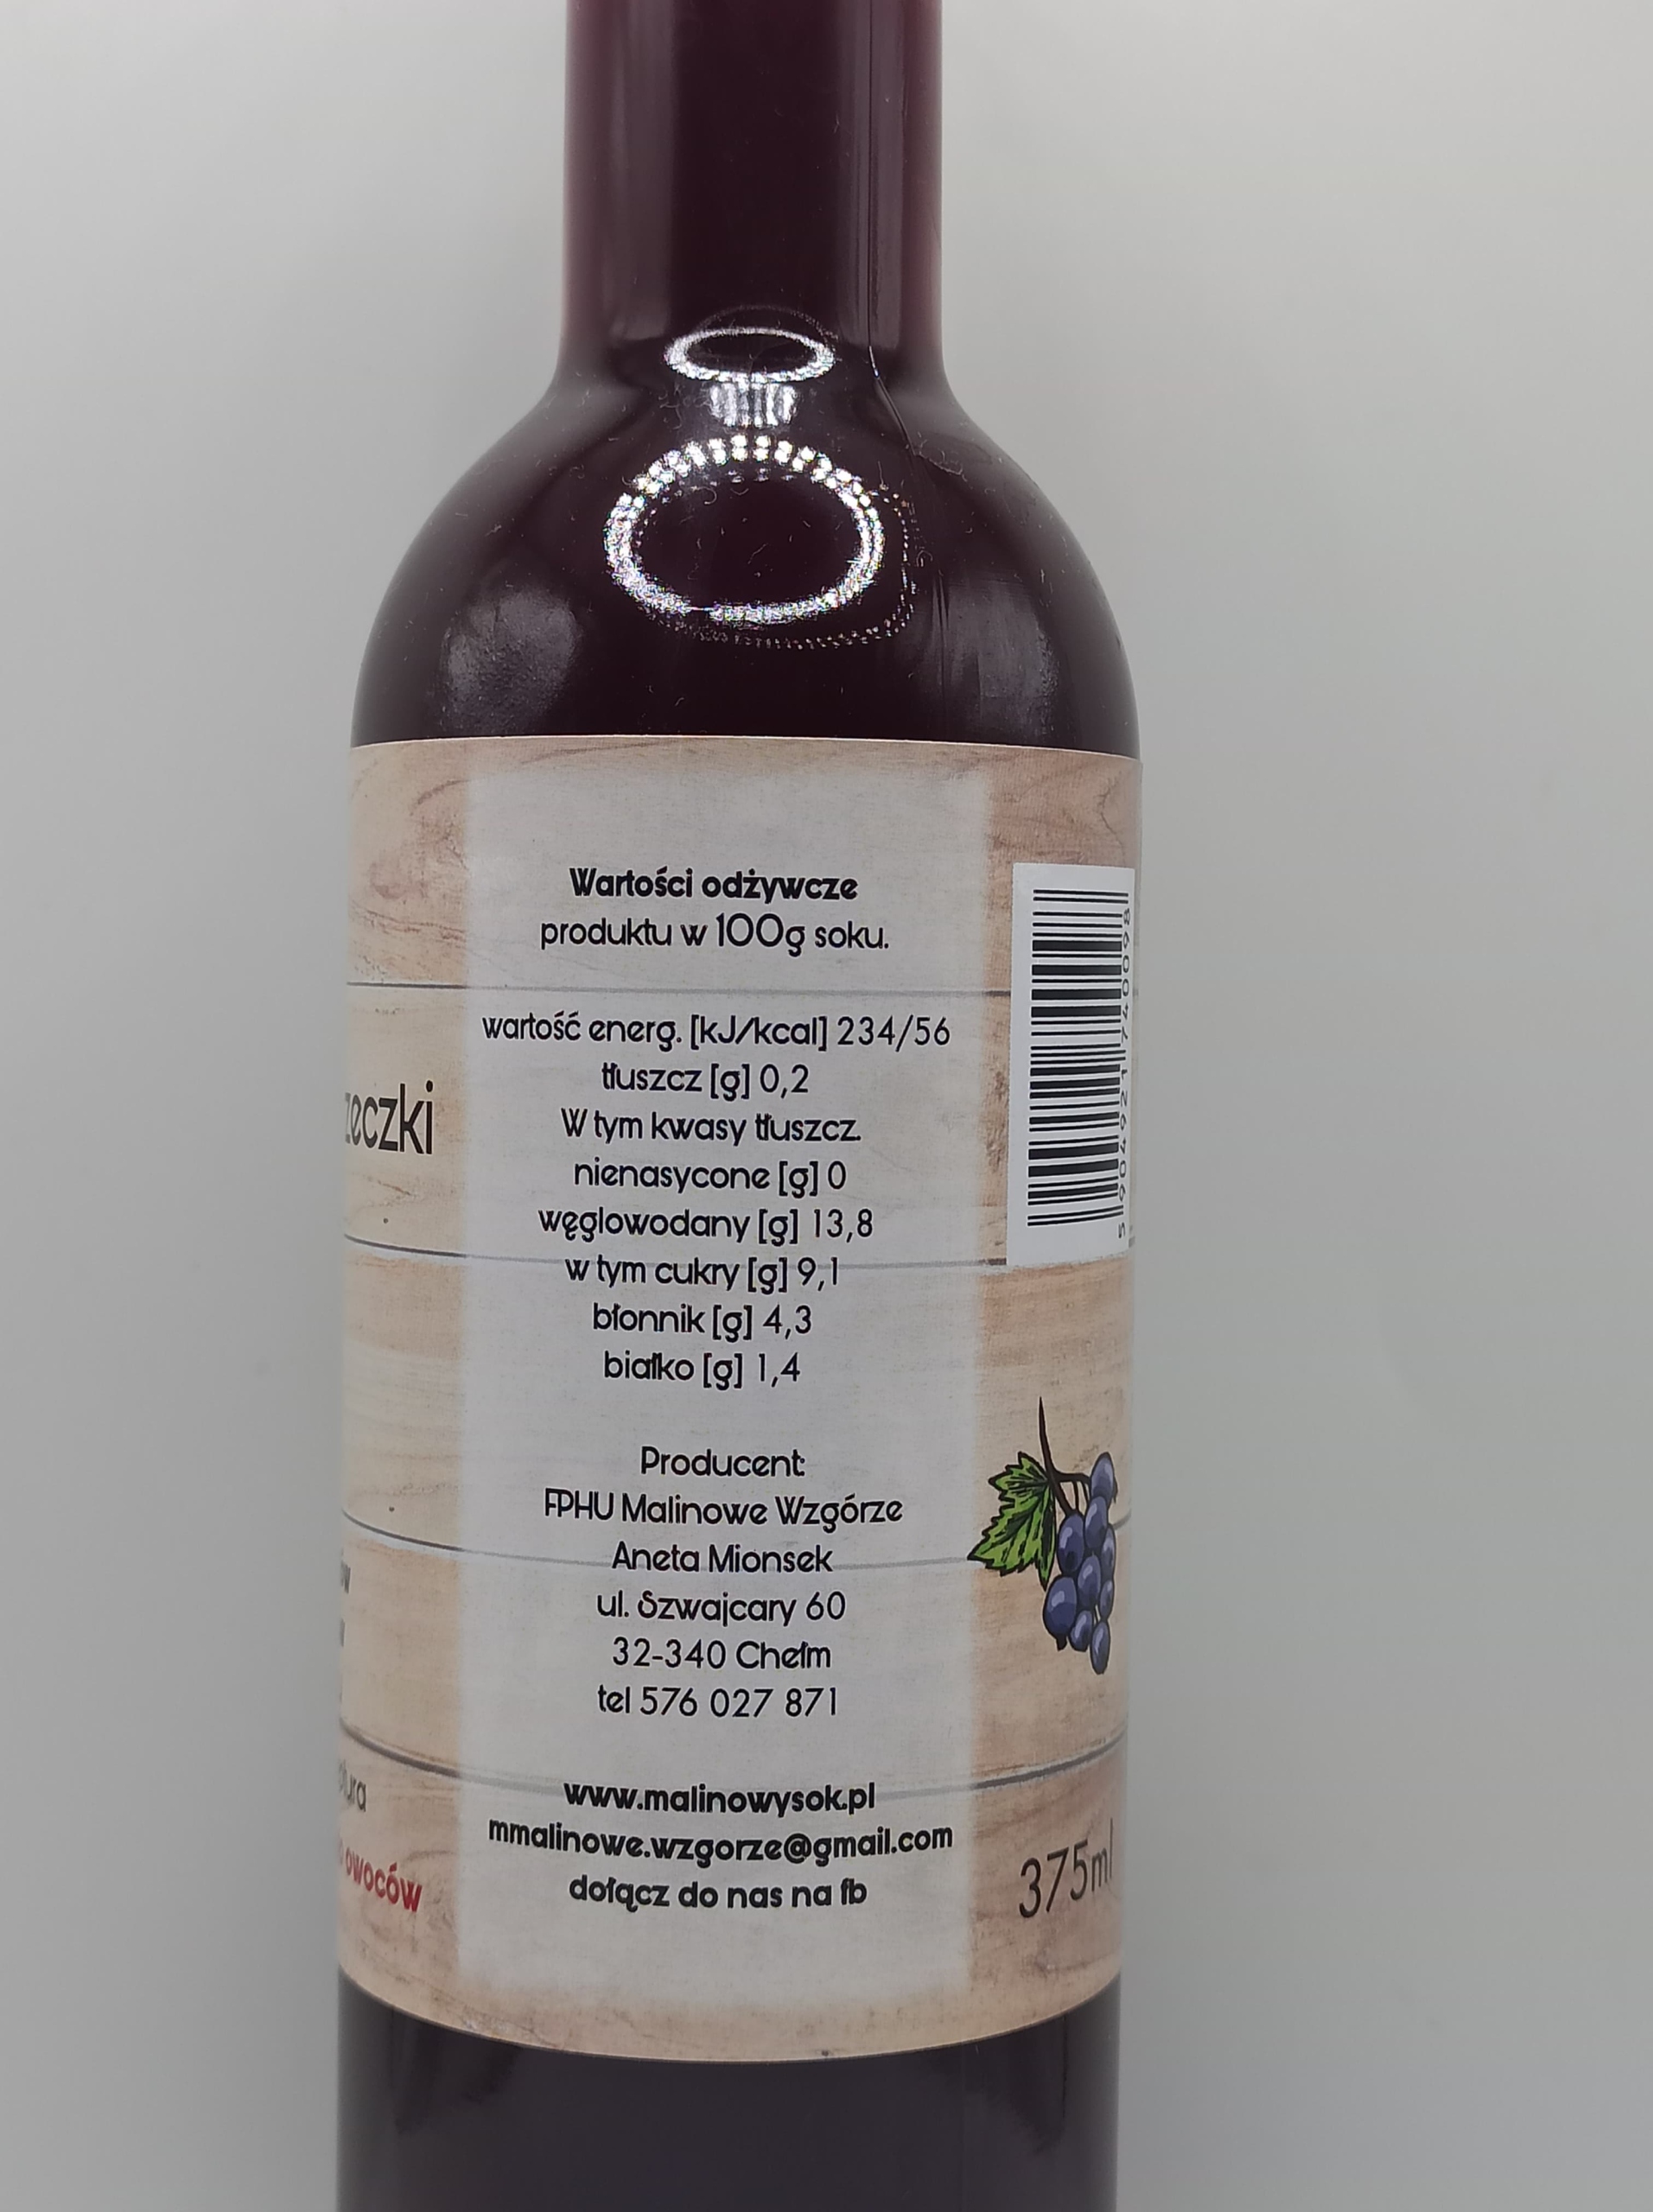 Wartości odżywcze
produktu w 100g soku.
wartość energ. [kJ/kcal] 234/56
tłuszcz [g] 0,2
W tym kwasy tłuszcz.
nienasycone [g] 0
węglowodany [g] 13,8
w tym cukry [g] 9,1
błonnik [g] 4,3
białko [g] 1,4
Producent:
FPHU Malinowe Wzgórze
Aneta Mionsek
ul. Szwajcary 60
32-340 Chełm
tel 576 027 871
www.malinowysok.pl
mmalinowe.wzgorze@gmail.com
dołącz do nas na fb
owoców
5 904921 740098
375ml